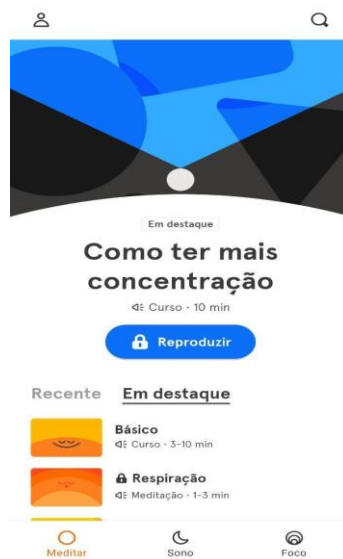 Em destaque
Como ter mais
concentração
Curso · 10 min
Reproduzir
Recente Em destaque
Básico
Curso · 3-10 min
Respiração
Meditação · 1-3 min
Meditar Sono Foco